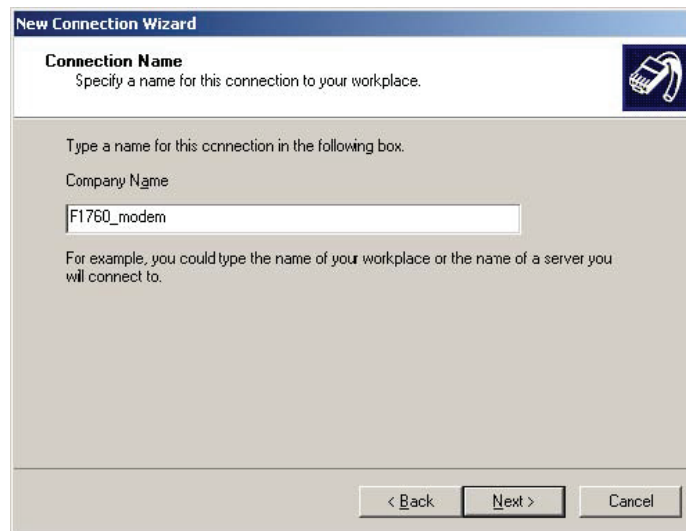 New Connection Wizard
Connection Name
Specify a name for this connection to your workplace.
Type a name for this connection in the following box.
Company Name
F1760_modem
For example, you could type the name of your workplace or the name of a server you
will connect to.
< Back
Next >
Cancel